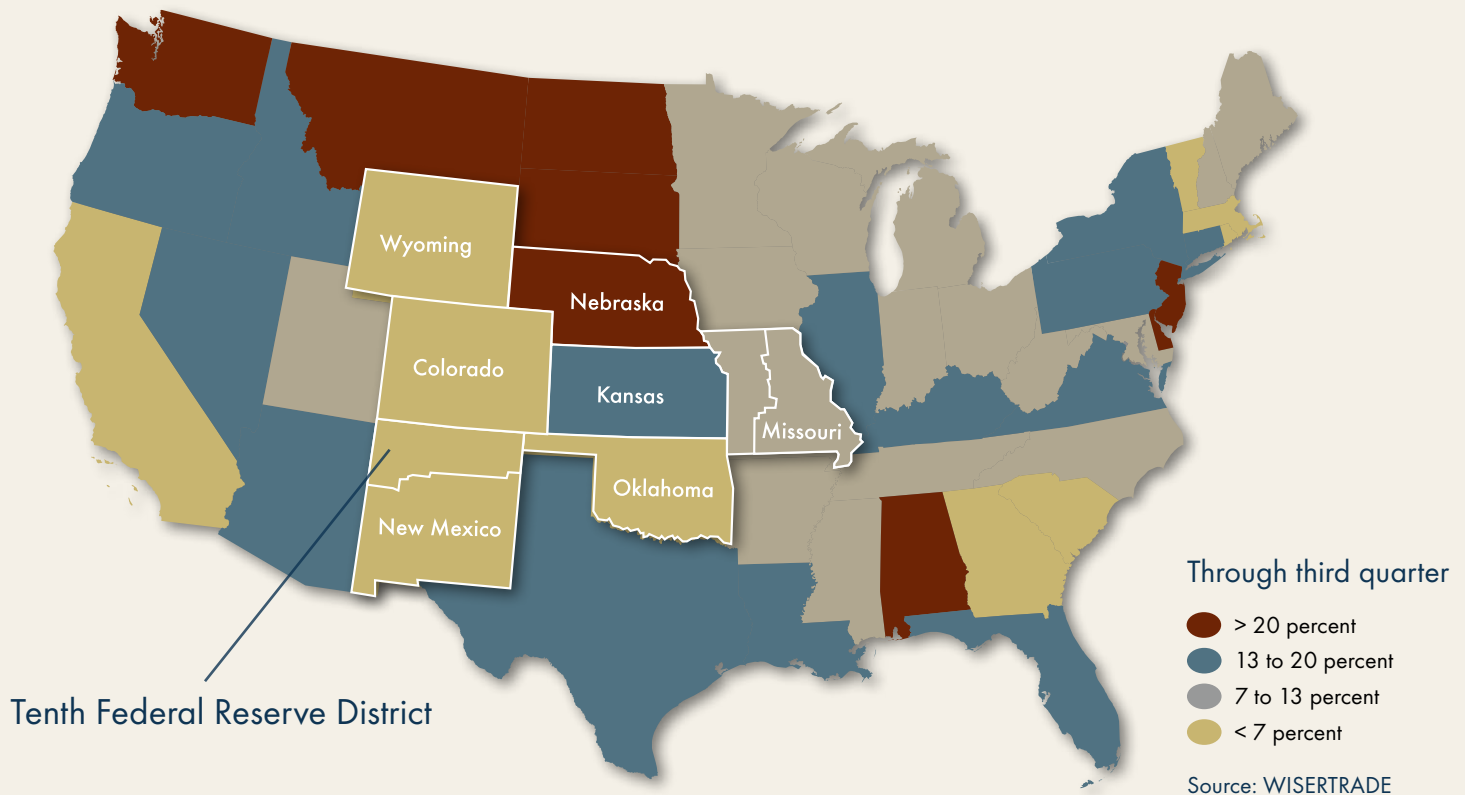 Wyoming
Nebraska
Colorado
Kansas
Missouri
Oklahoma
New Mexico
Tenth Federal Reserve District
Through third quarter
> 20 percent
13 to 20 percent
7 to 13 percent
< 7 percent
Source: WISERTRADE